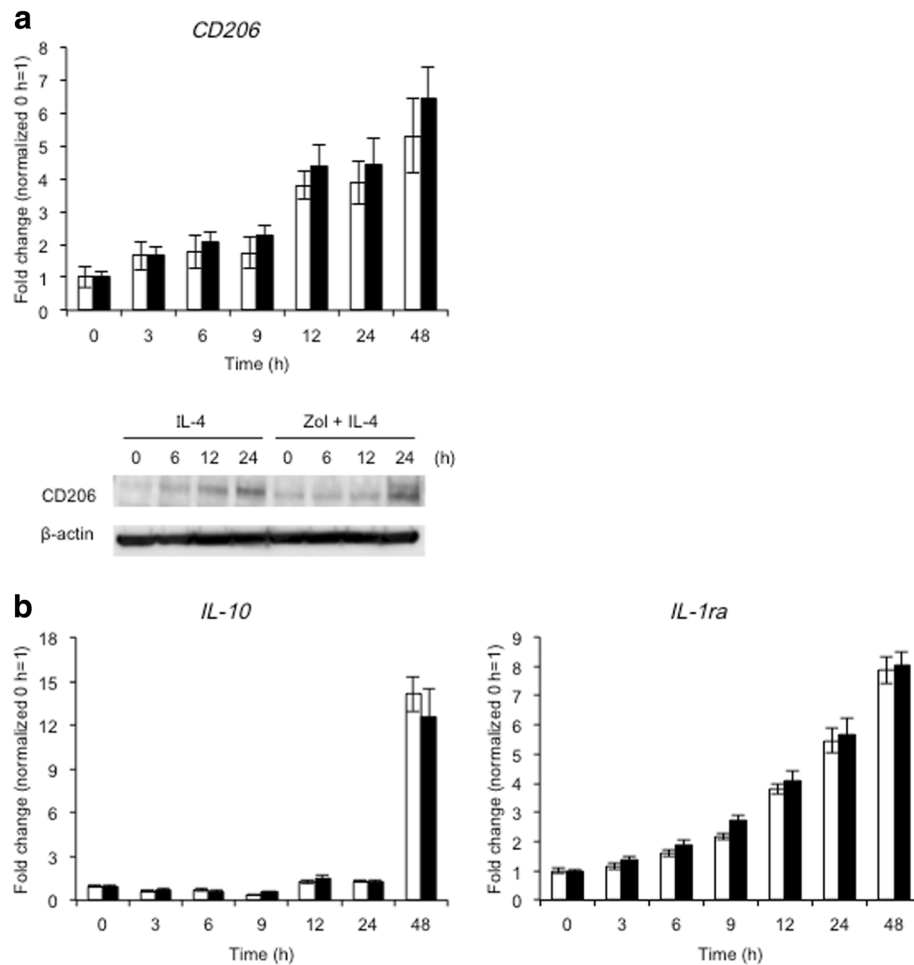 a
CD206
Fold change (normalized 0 h=1)
8
7
6
5
4
3
2
1
0
0 3 6 9 12 24 48
Time (h)
IL-4 Zol + IL-4
0 6 12 24 0 6 12 24 (h)
CD206
β-actin
b
IL-10
Fold change (normalized 0 h=1)
18
15
12
9
6
3
0
0 3 6 9 12 24 48
Time (h)
IL-1ra
Fold change (normalized 0 h=1)
9
8
7
6
5
4
3
2
1
0
0 3 6 9 12 24 48
Time (h)